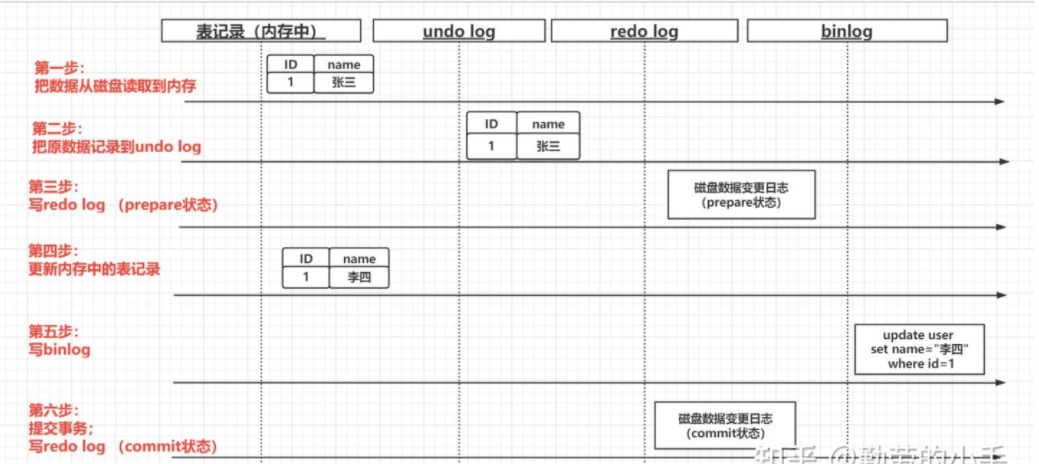 表记录（内存中）
undo log
redo log
binlog
第一步：
把数据从磁盘读取到内存
ID
name
1
张三
第二步：
把原数据记录到undo log
ID
name
1
张三
第三步：
写redo log （prepare状态）
磁盘数据变更日志
（prepare状态）
第四步：
更新内存中的表记录
ID
name
1
李四
第五步：
写binlog
update user
set name="李四"
where id=1
第六步：
提交事务；
写redo log （commit状态）
磁盘数据变更日志
（commit状态）
知乎 @勤劳的小手